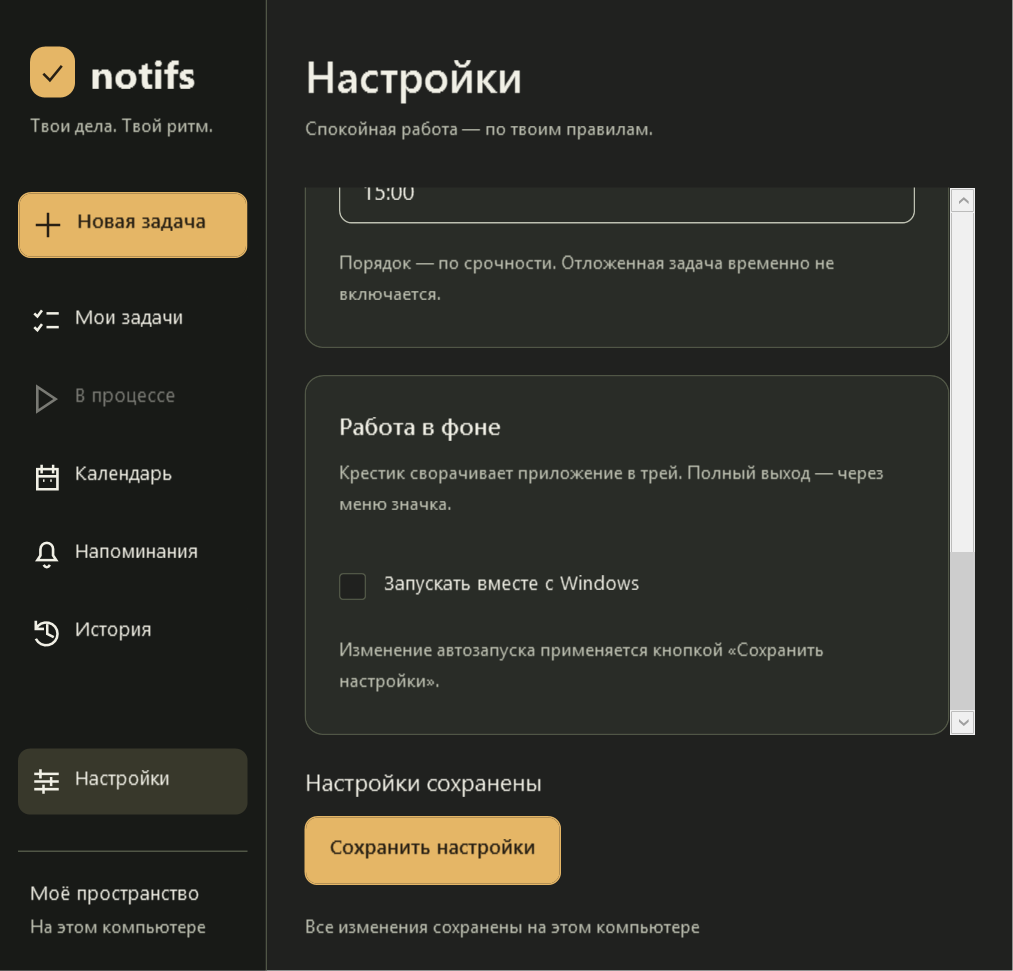 notifs
Твои дела. Твой ритм.
Новая задача
Мои задачи
В процессе
Календарь
Напоминания
История
Настройки
Моё пространство
На этом компьютере
Настройки
Спокойная работа — по твоим правилам.
15:00
Порядок — по срочности. Отложенная задача временно не
включается.
Работа в фоне
Крестик сворачивает приложение в трей. Полный выход — через
меню значка.
Запускать вместе с Windows
Изменение автозапуска применяется кнопкой «Сохранить
настройки».
Настройки сохранены
Сохранить настройки
Все изменения сохранены на этом компьютере